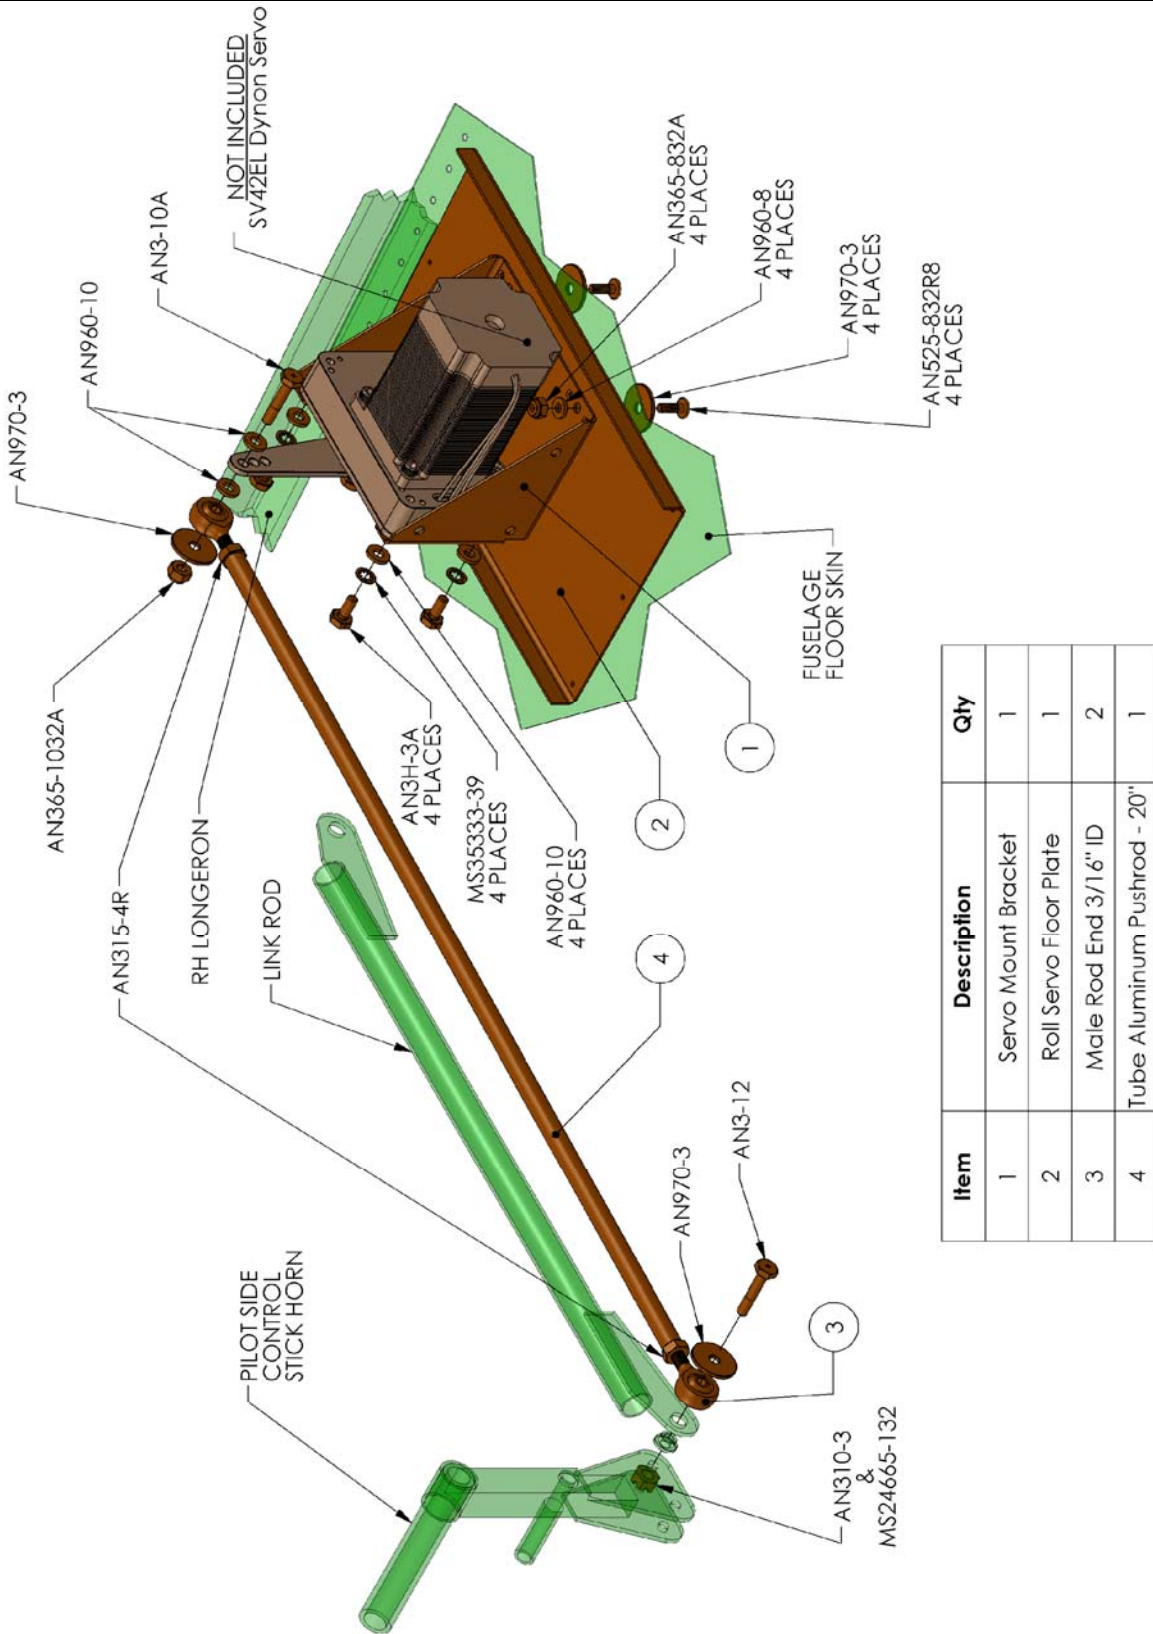 NOT INCLUDED
SV42EL Dynon Servo
AN3-10A
AN960-10
AN970-3
AN365-1032A
AN315-4R
RH LONGERON
LINK ROD
PILOT SIDE
CONTROL
STICK HORN
AN365-832A
4 PLACES
AN960-8
4 PLACES
AN970-3
4 PLACES
AN525-832R8
4 PLACES
FUSELAGE
FLOOR SKIN
AN3H-3A
4 PLACES
MS35333-39
4 PLACES
AN960-10
4 PLACES
1
2
4
3
AN970-3
AN3-12
AN310-3
&
MS24665-132
Item Description Qty
1 Servo Mount Bracket 1
2 Roll Servo Floor Plate 1
3 Male Rod End 3/16" ID 2
4 Tube Aluminum Pushrod - 20" 1